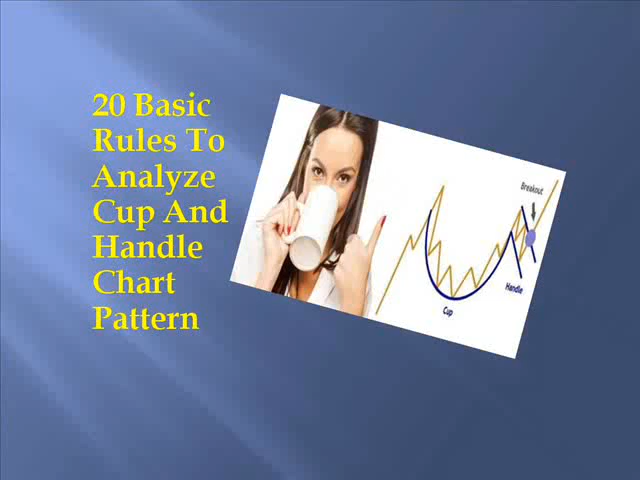 20 Basic
Rules To
Analyze
Cup And
Handle
Chart
Pattern
Breakout
Handle
Cup